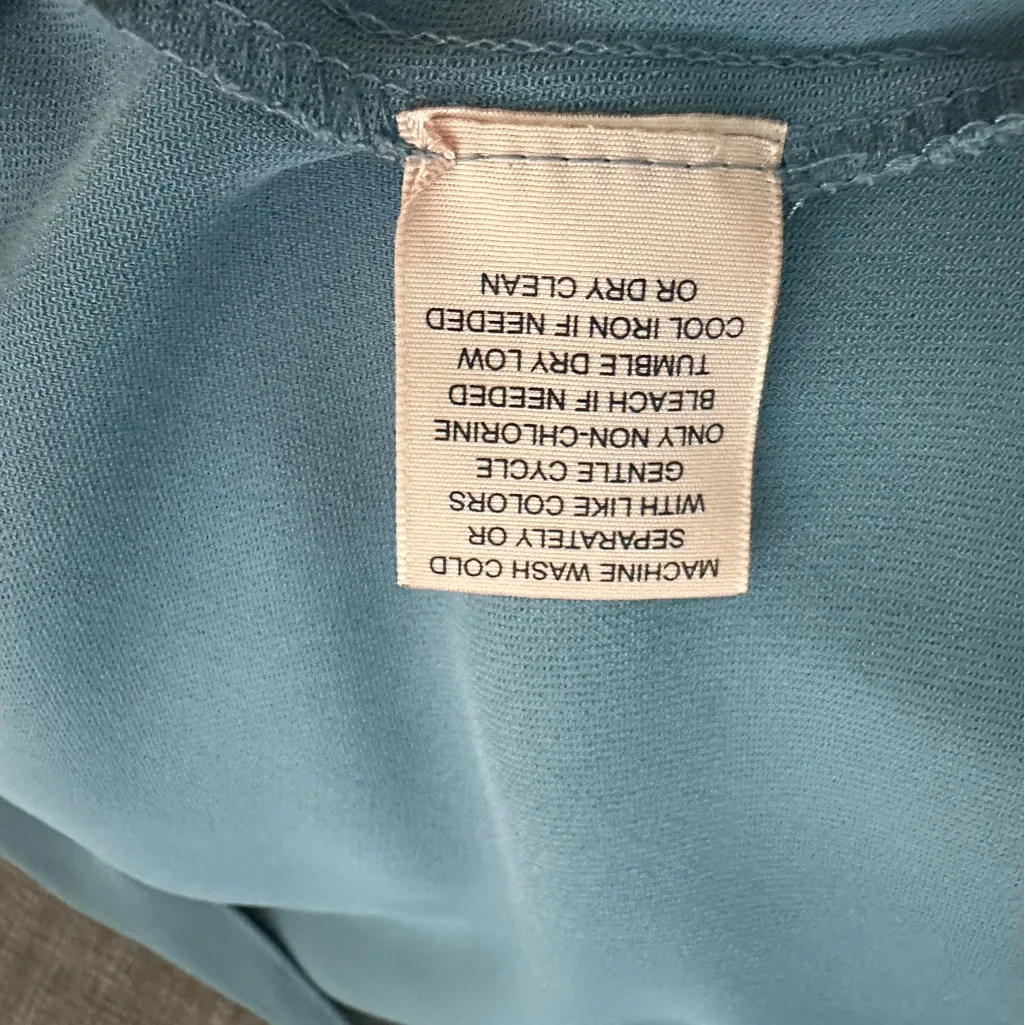 MACHINE WASH COLD
SEPARATELY OR
WITH LIKE COLORS
GENTLE CYCLE
ONLY NON-CHLORINE
BLEACH IF NEEDED
TUMBLE DRY LOW
COOL IRON IF NEEDED
OR DRY CLEAN